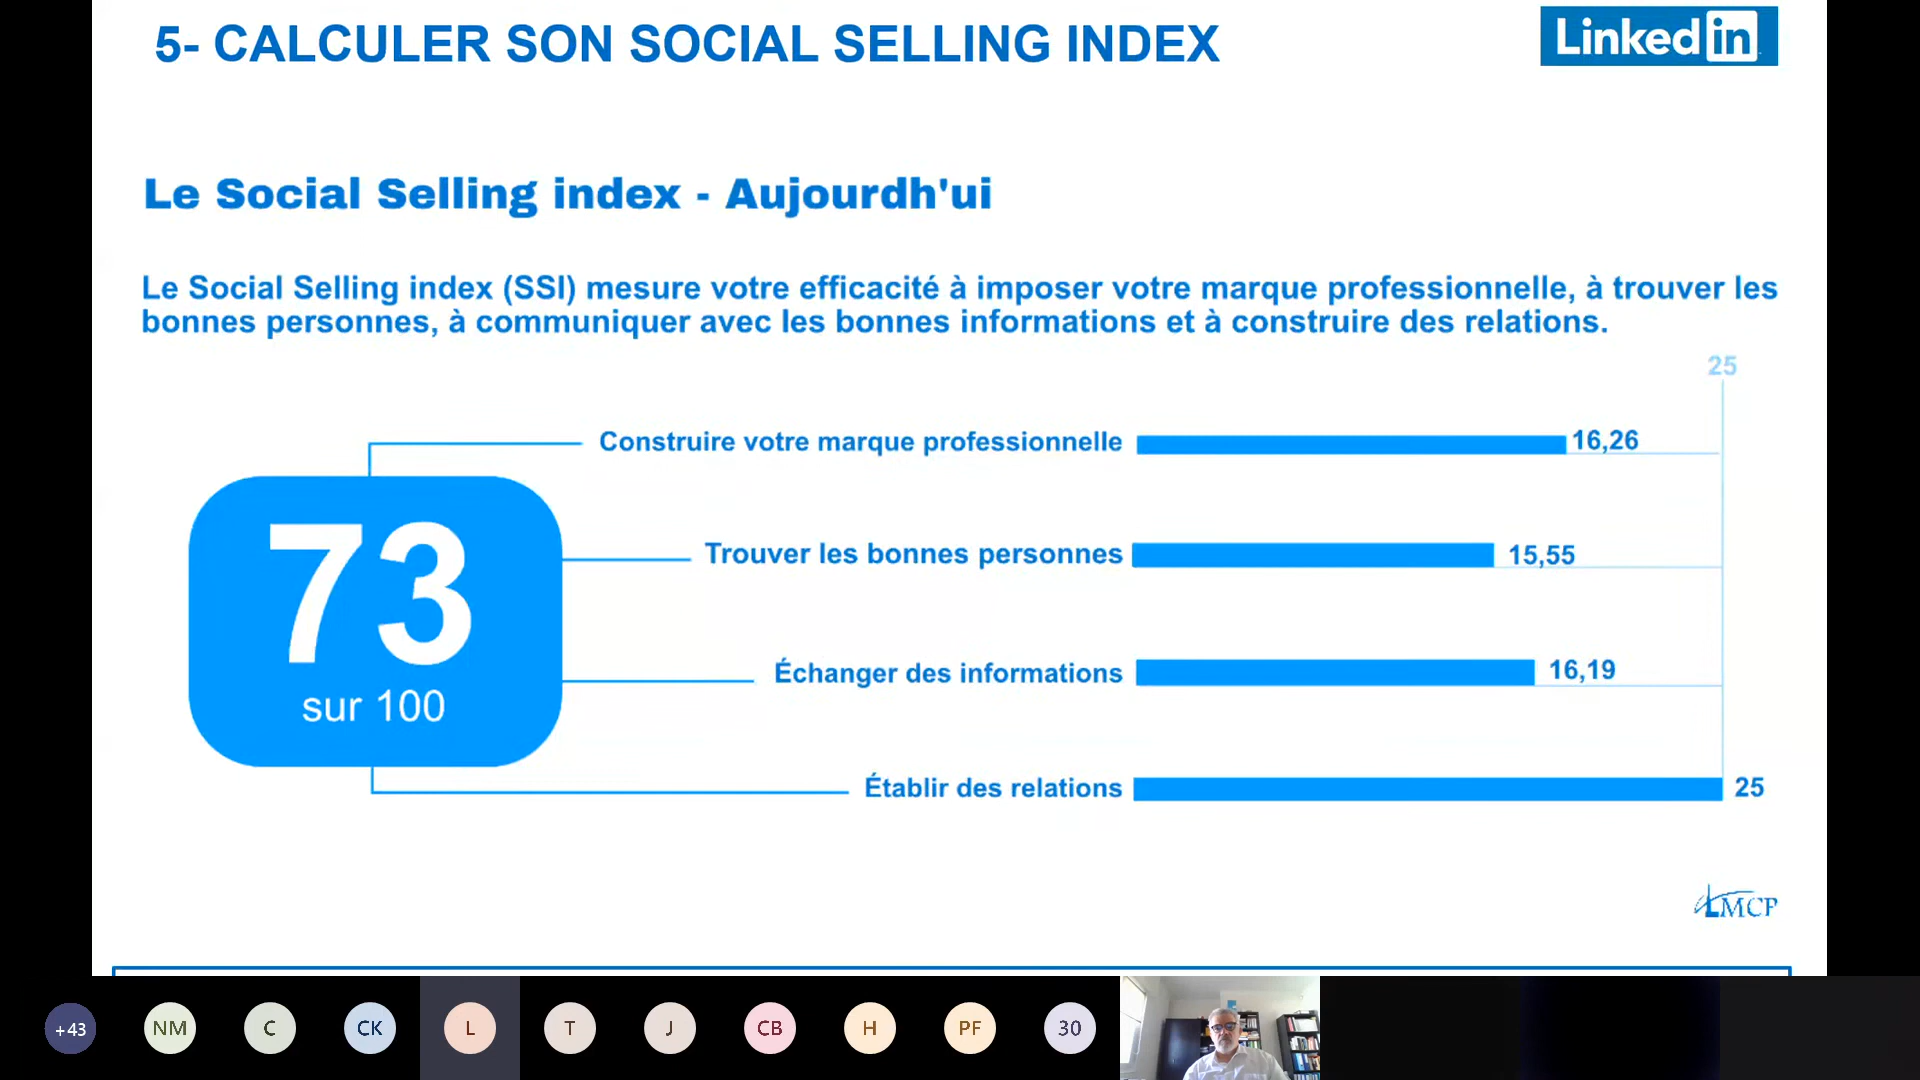 5- CALCULER SON SOCIAL SELLING INDEX
Linked in
Le Social Selling index - Aujourdh'ui
Le Social Selling index (SSI) mesure votre efficacité à imposer votre marque professionnelle, à trouver les
bonnes personnes, à communiquer avec les bonnes informations et à construire des relations.
25
Construire votre marque professionnelle 16,26
Trouver les bonnes personnes 15,55
Échanger des informations 16,19
Établir des relations 25
73
sur 100
LMCP
+43 NM C CK L T J CB H PF 30